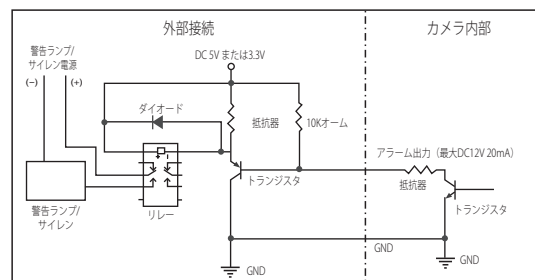 外部接続
カメラ内部
警告ランプ/
サイレン電源
(−)
(+)
DC 5V または3.3V
ダイオード
抵抗器
10Kオーム
アラーム出力（最大DC12V 20mA）
抵抗器
トランジスタ
トランジスタ
リレー
警告ランプ/
サイレン
GND
GND
GND